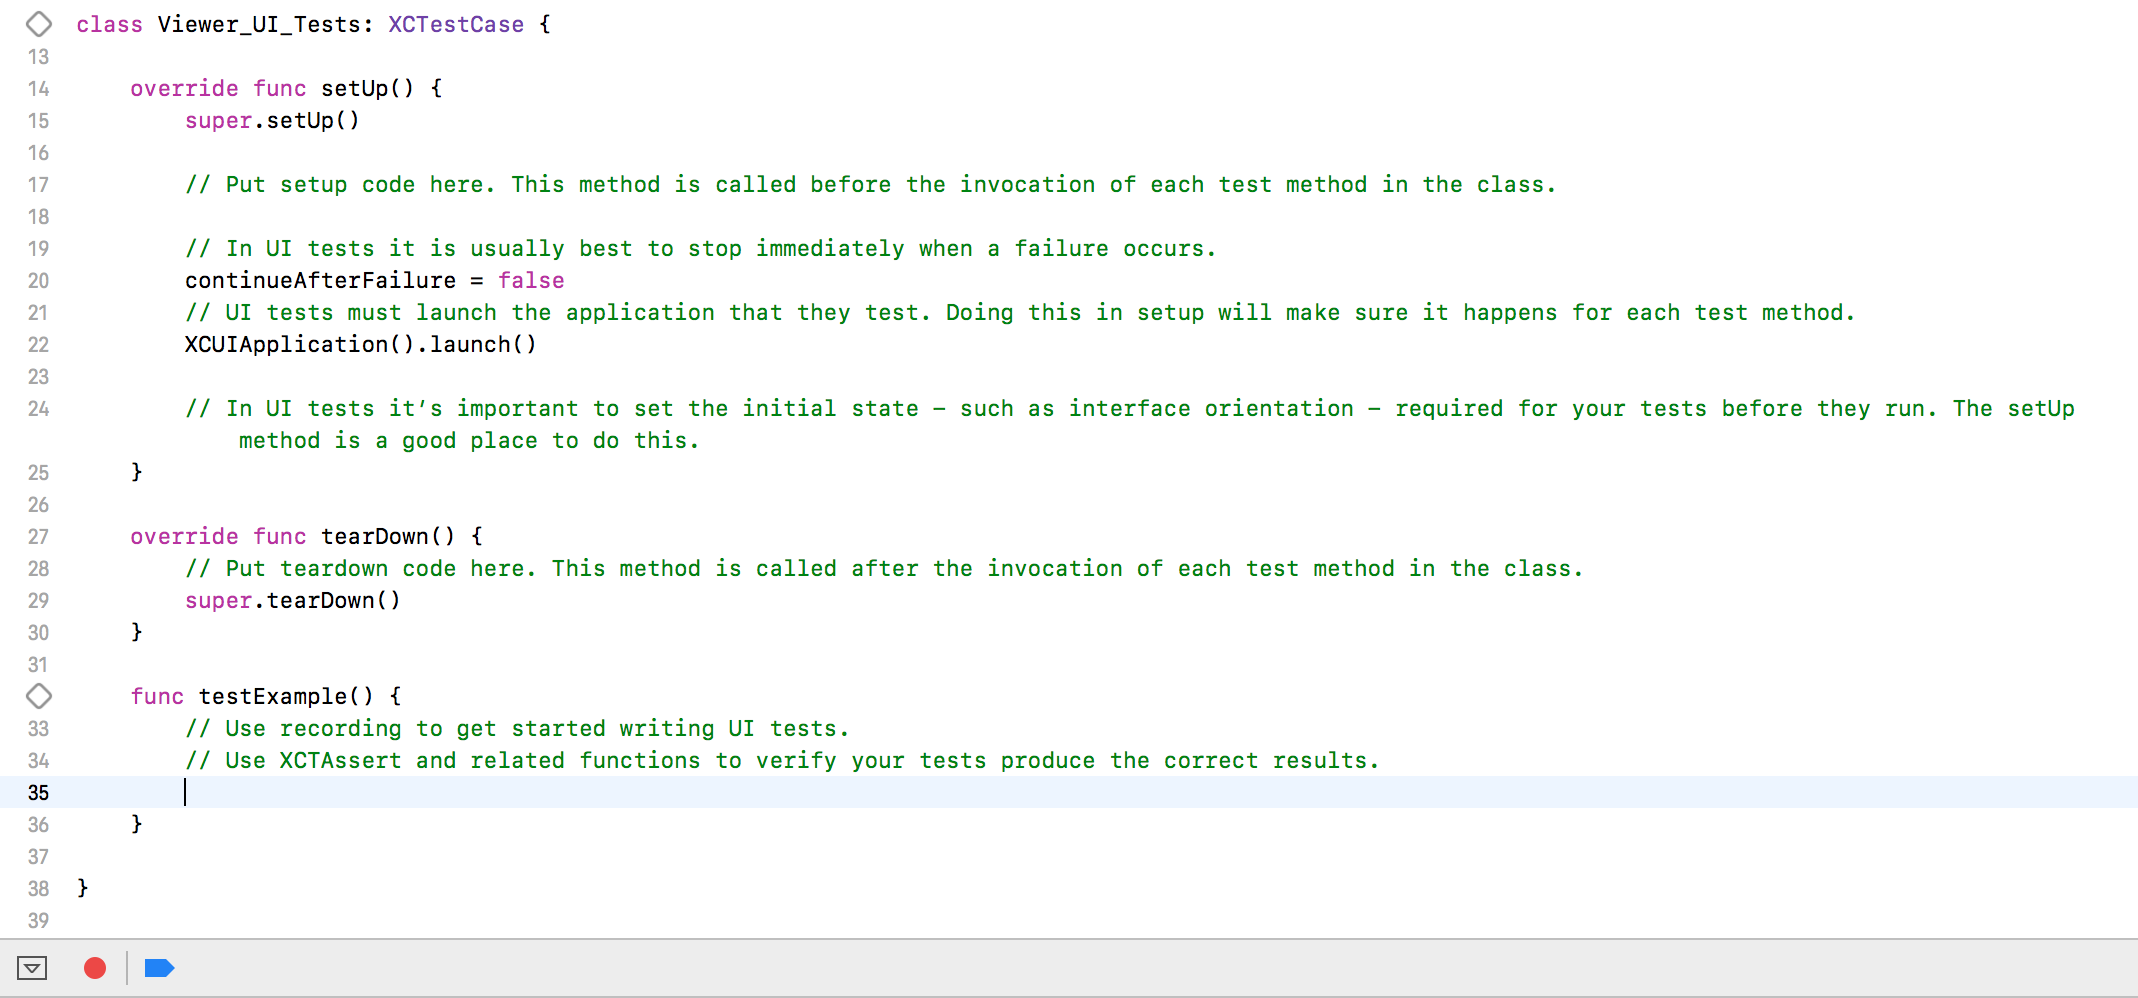 class Viewer_UI_Tests: XCTestCase {
13
14 override func setUp() {
15 super.setUp()
16
17 // Put setup code here. This method is called before the invocation of each test method in the class.
18
19 // In UI tests it is usually best to stop immediately when a failure occurs.
20 continueAfterFailure = false
21 // UI tests must launch the application that they test. Doing this in setup will make sure it happens for each test method.
22 XCUIApplication().launch()
23
24 // In UI tests it’s important to set the initial state – such as interface orientation – required for your tests before they run. The setUp
method is a good place to do this.
25 }
26
27 override func tearDown() {
28 // Put teardown code here. This method is called after the invocation of each test method in the class.
29 super.tearDown()
30 }
31
func testExample() {
33 // Use recording to get started writing UI tests.
34 // Use XCTAssert and related functions to verify your tests produce the correct results.
35
36 }
37
38 }
39